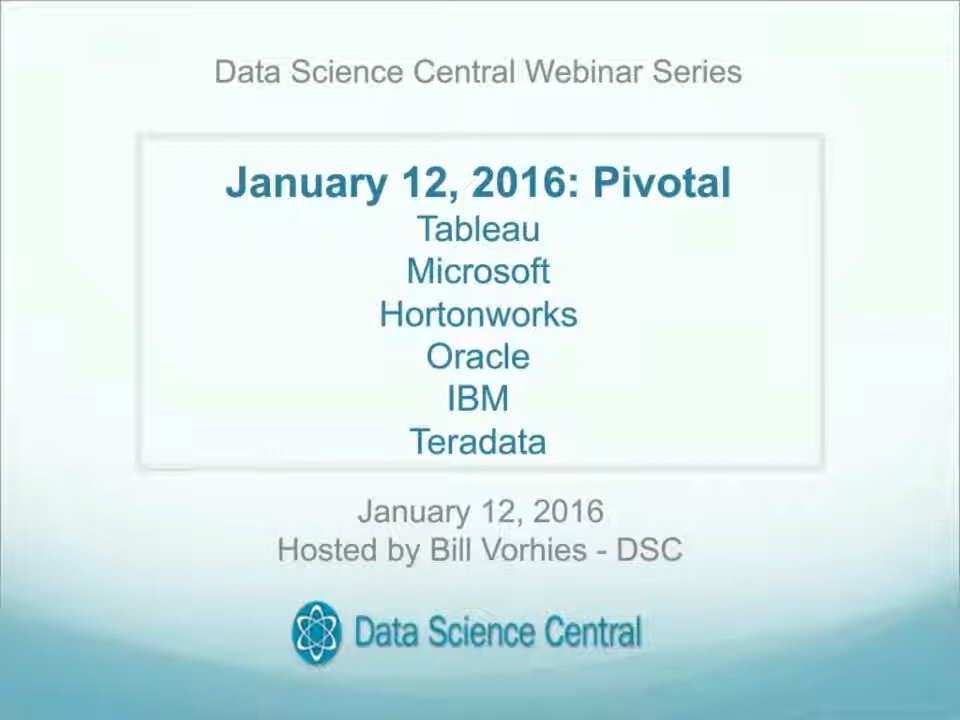 Data Science Central Webinar Series
January 12, 2016: Pivotal
Tableau
Microsoft
Hortonworks
Oracle
IBM
Teradata
January 12, 2016
Hosted by Bill Vorhies - DSC
Data Science Central